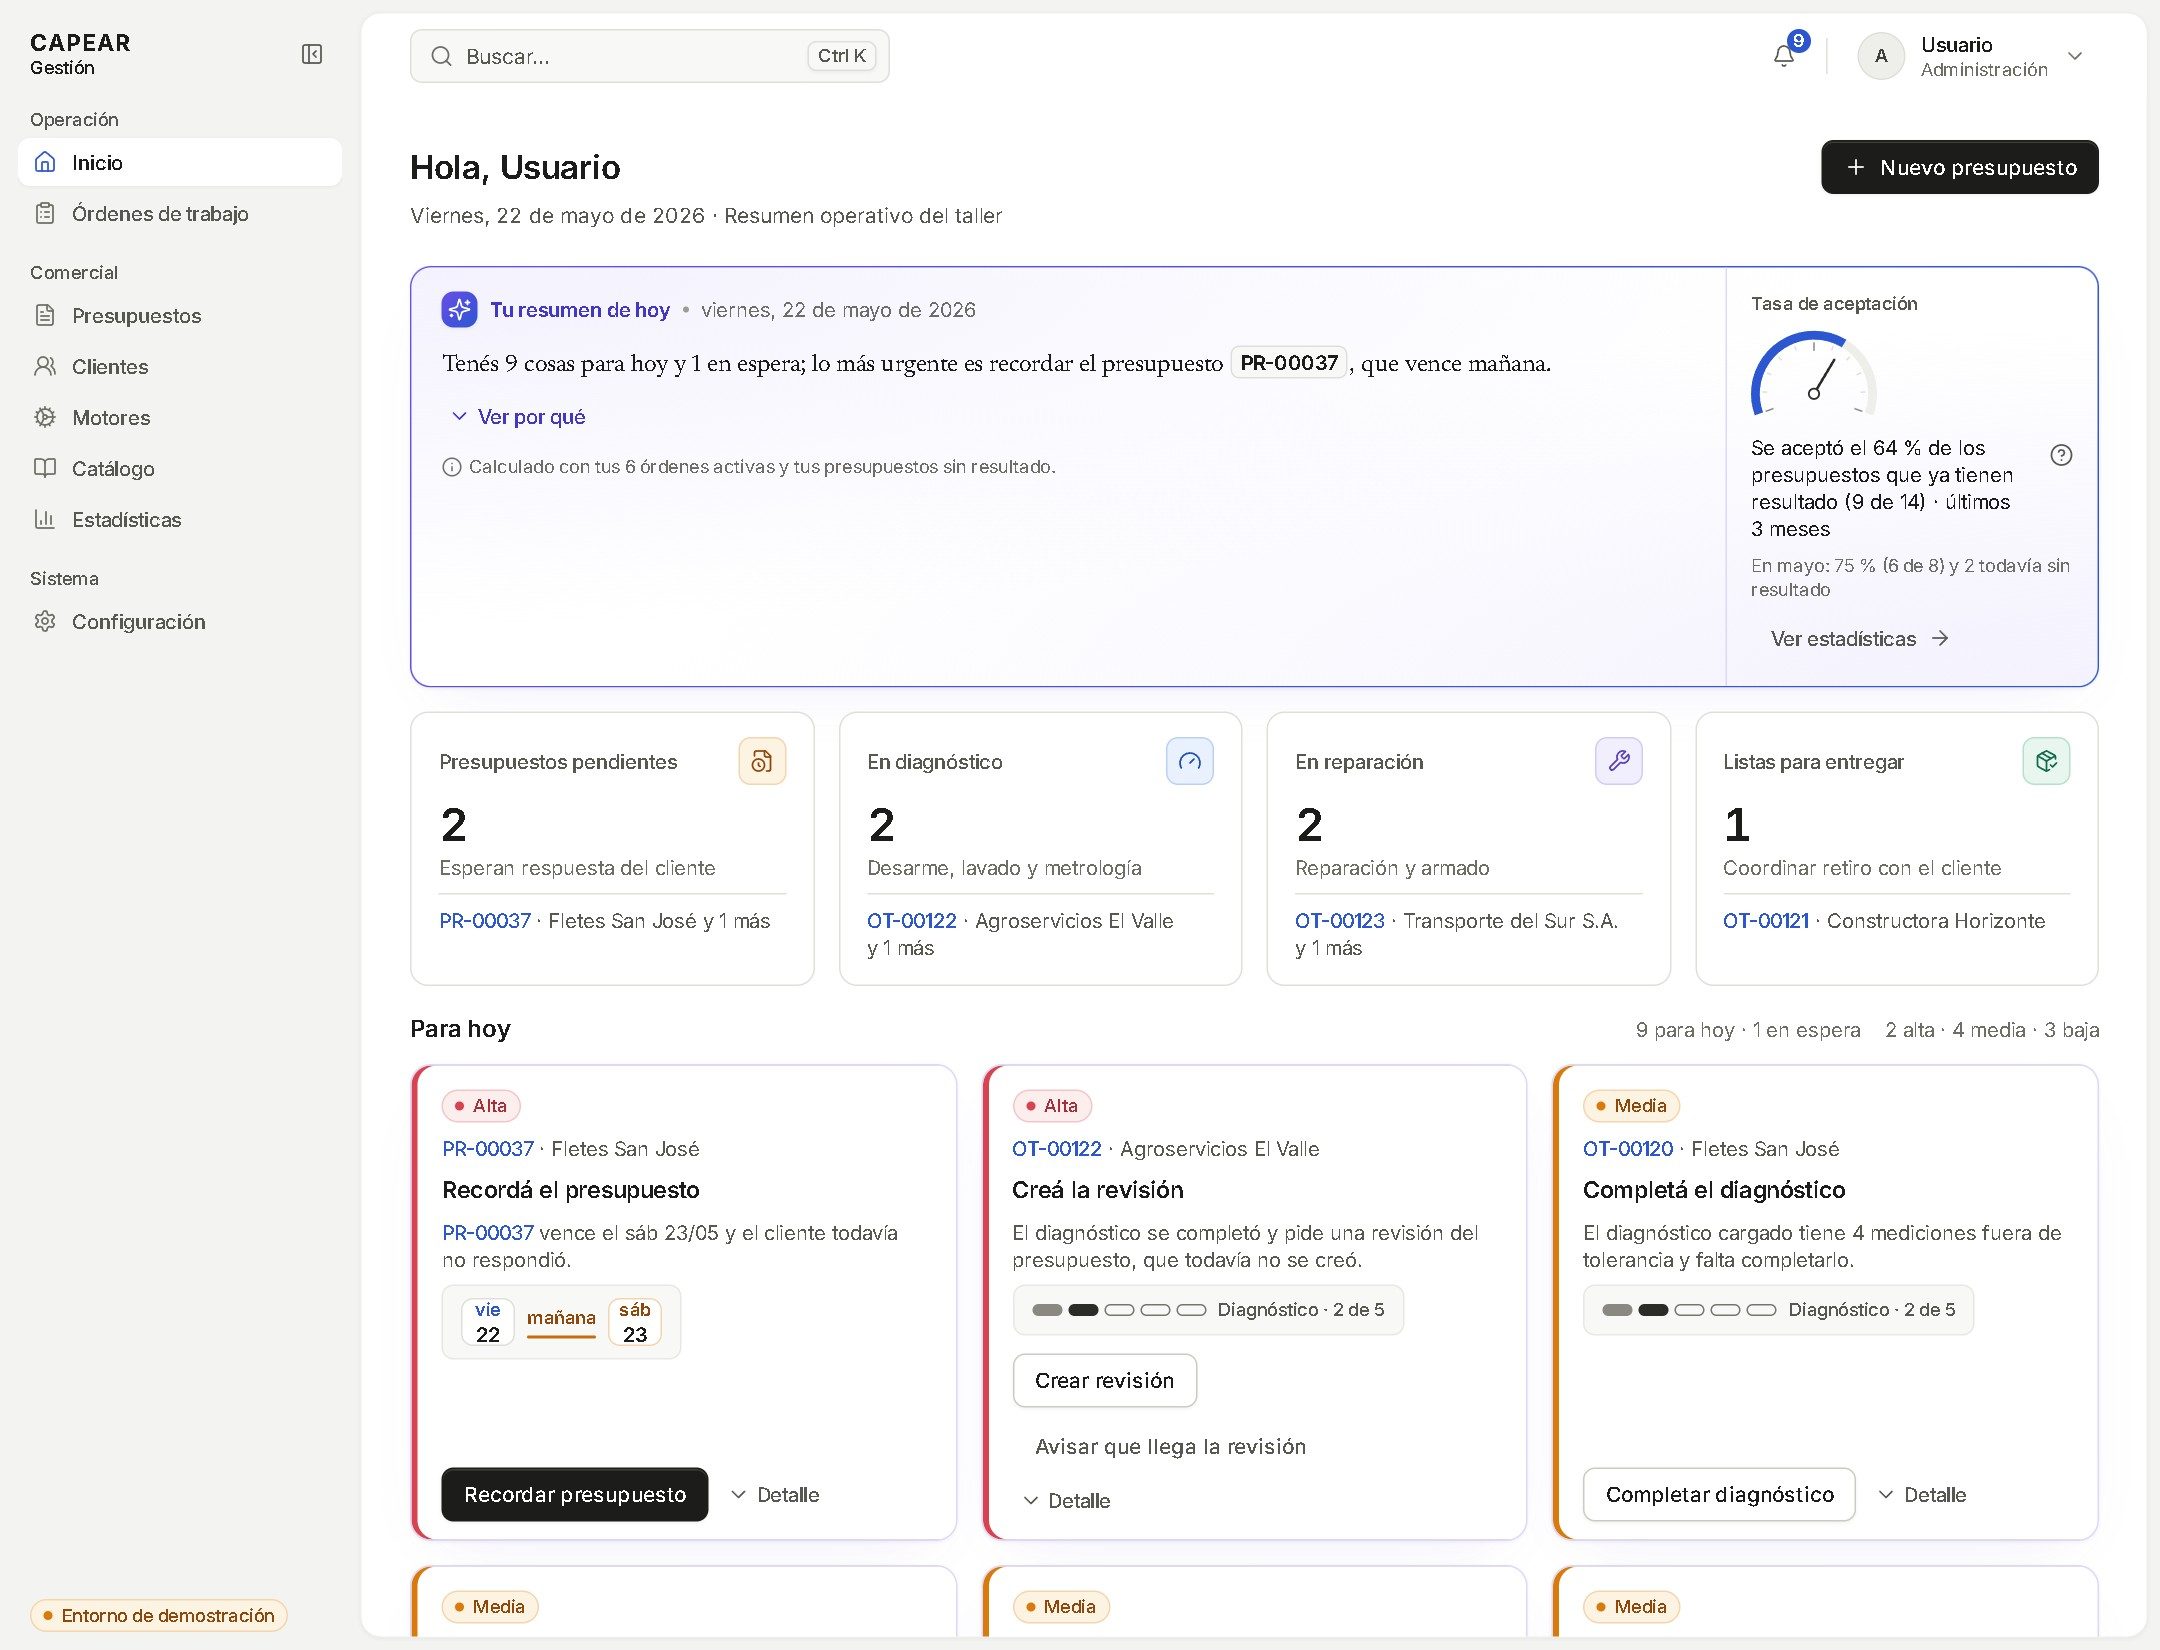 CAPEAR
Gestión
Operación
Inicio
Órdenes de trabajo
Comercial
Presupuestos
Clientes
Motores
Catálogo
Estadísticas
Sistema
Configuración
Entorno de demostración
Buscar...
Ctrl K
9
A
Usuario
Administración
Hola, Usuario
Viernes, 22 de mayo de 2026 · Resumen operativo del taller
Nuevo presupuesto
Tu resumen de hoy • viernes, 22 de mayo de 2026
Tenés 9 cosas para hoy y 1 en espera; lo más urgente es recordar el presupuesto PR-00037, que vence mañana.
Ver por qué
Calculado con tus 6 órdenes activas y tus presupuestos sin resultado.
Tasa de aceptación
Se aceptó el 64 % de los
presupuestos que ya tienen
resultado (9 de 14) · últimos
3 meses
En mayo: 75 % (6 de 8) y 2 todavía sin
resultado
Ver estadísticas
Presupuestos pendientes
2
Esperan respuesta del cliente
PR-00037 · Fletes San José y 1 más
En diagnóstico
2
Desarme, lavado y metrología
OT-00122 · Agroservicios El Valle
y 1 más
En reparación
2
Reparación y armado
OT-00123 · Transporte del Sur S.A.
y 1 más
Listas para entregar
1
Coordinar retiro con el cliente
OT-00121 · Constructora Horizonte
Para hoy
9 para hoy · 1 en espera 2 alta · 4 media · 3 baja
Alta
PR-00037 · Fletes San José
Recordá el presupuesto
PR-00037 vence el sáb 23/05 y el cliente todavía
no respondió.
vie
22
mañana
sáb
23
Recordar presupuesto
Detalle
Alta
OT-00122 · Agroservicios El Valle
Creá la revisión
El diagnóstico se completó y pide una revisión del
presupuesto, que todavía no se creó.
Diagnóstico · 2 de 5
Crear revisión
Avisar que llega la revisión
Detalle
Media
OT-00120 · Fletes San José
Completá el diagnóstico
El diagnóstico cargado tiene 4 mediciones fuera de
tolerancia y falta completarlo.
Diagnóstico · 2 de 5
Completar diagnóstico
Detalle
Media
Media
Media